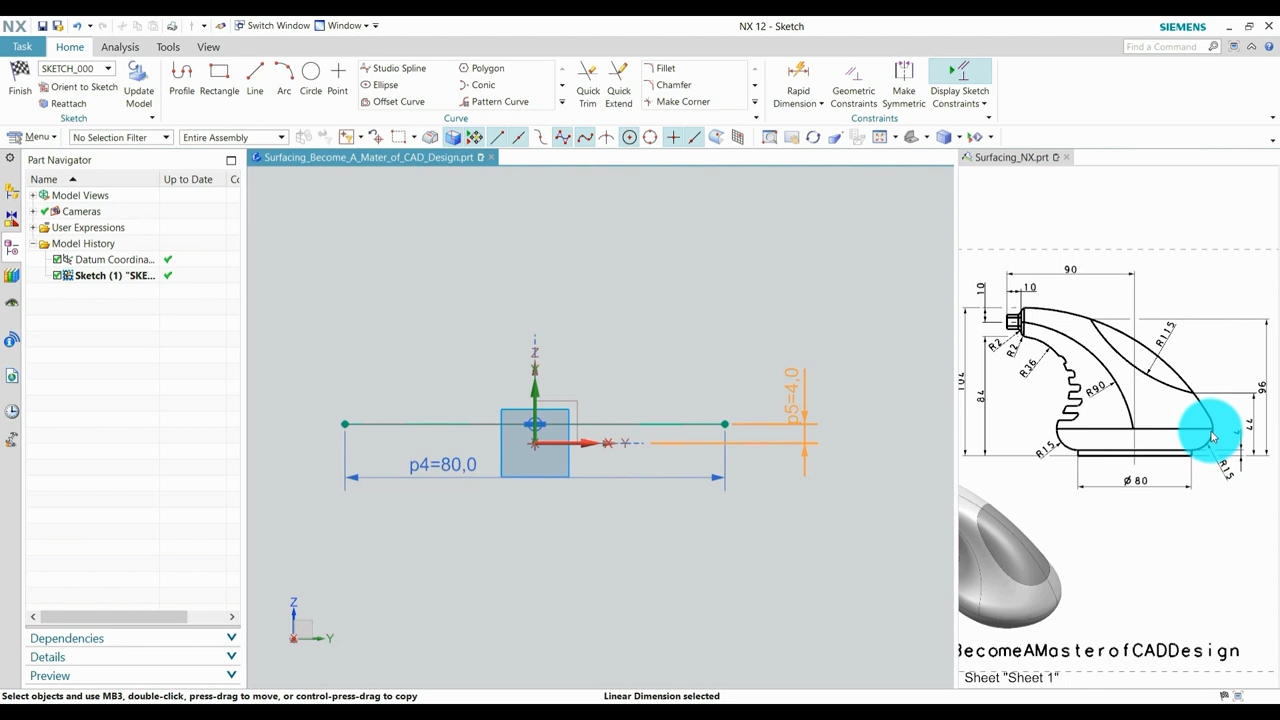 NX
Switch Window
Window
NX 12 - Sketch
SIEMENS
Task
Home
Analysis
Tools
View
Find a Command
Finish
SKETCH_000
Orient to Sketch
Reattach
Update
Model
Profile
Rectangle
Line
Arc
Circle
Point
Studio Spline
Ellipse
Offset Curve
Polygon
Conic
Pattern Curve
Quick
Trim
Quick
Extend
Fillet
Chamfer
Make Corner
Rapid
Dimension
Geometric
Constraints
Make
Symmetric
Display Sketch
Constraints
Sketch
Curve
Constraints
Menu
No Selection Filter
Entire Assembly
Part Navigator
Surfacing_Become_A_Mater_of_CAD_Design.prt
Surfacing_NX.prt
Name
Up to Date
Model Views
Cameras
User Expressions
Model History
Datum Coordina...
Sketch (1) "SKE...
Z
X
Y
p4=80,0
p5=4,0
Z
X
Y
90
10
10
R2
R2
R36
R90
R115
104
84
96
27
R15
R15
Ø 80
BecomeAMasterofCADDesign
Sheet "Sheet 1"
Dependencies
Details
Preview
Select objects and use MB3, double-click, press-drag to move, or control-press-drag to copy
Linear Dimension selected